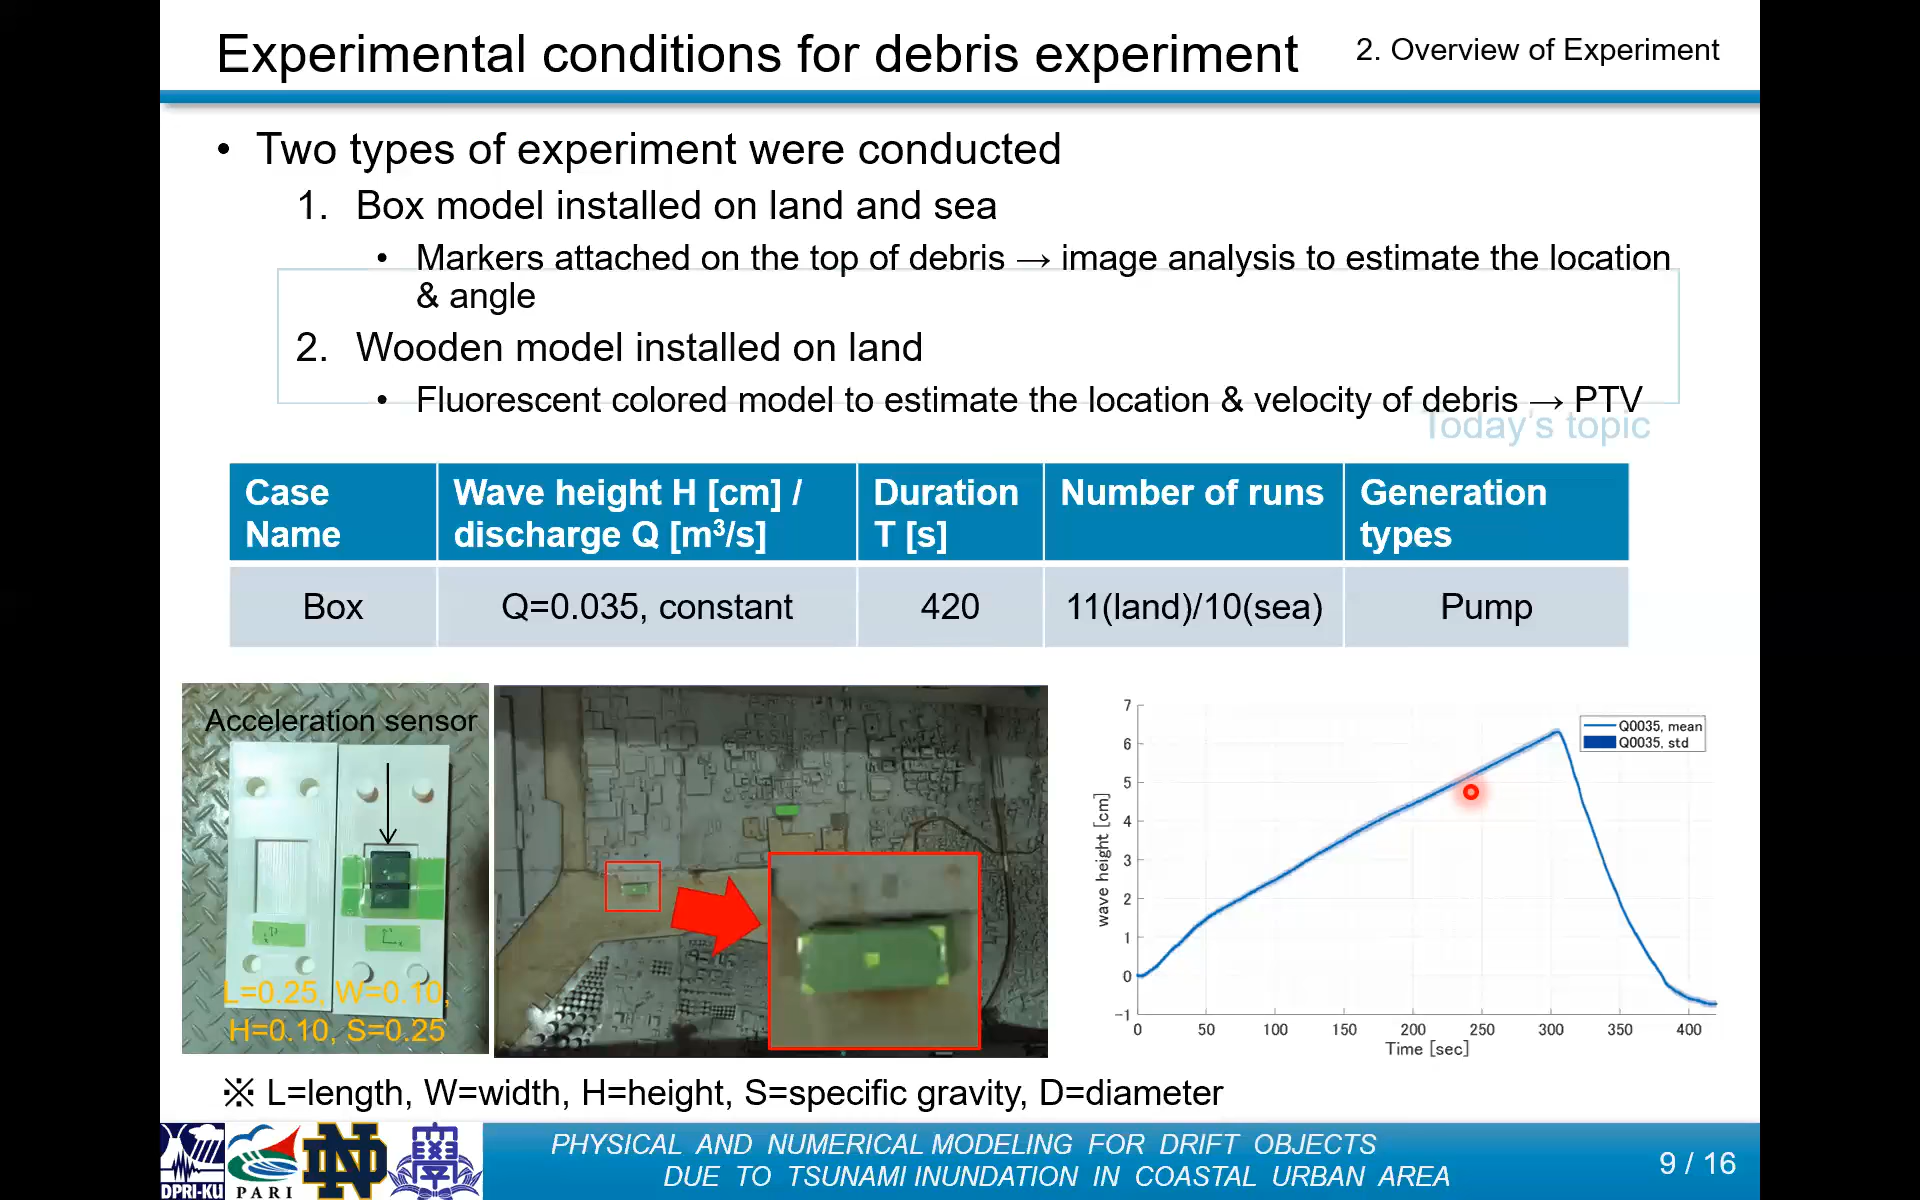 Experimental conditions for debris experiment
2. Overview of Experiment
• Two types of experiment were conducted
1. Box model installed on land and sea
• Markers attached on the top of debris → image analysis to estimate the location
& angle
2. Wooden model installed on land
• Fluorescent colored model to estimate the location & velocity of debris → PTV
Today's topic
Case Name
Wave height H [cm] / discharge Q [m³/s]
Duration T [s]
Number of runs
Generation types
Box
Q=0.035, constant
420
11(land)/10(sea)
Pump
Acceleration sensor
L=0.25, W=0.10,
H=0.10, S=0.25
7
6
5
4
3
2
1
0
−1
wave height [cm]
Q0035, mean
Q0035, std
0 50 100 150 200 250 300 350 400
Time [sec]
※ L=length, W=width, H=height, S=specific gravity, D=diameter
DPRI-KU
PARI
ND
PHYSICAL AND NUMERICAL MODELING FOR DRIFT OBJECTS
DUE TO TSUNAMI INUNDATION IN COASTAL URBAN AREA
9 / 16